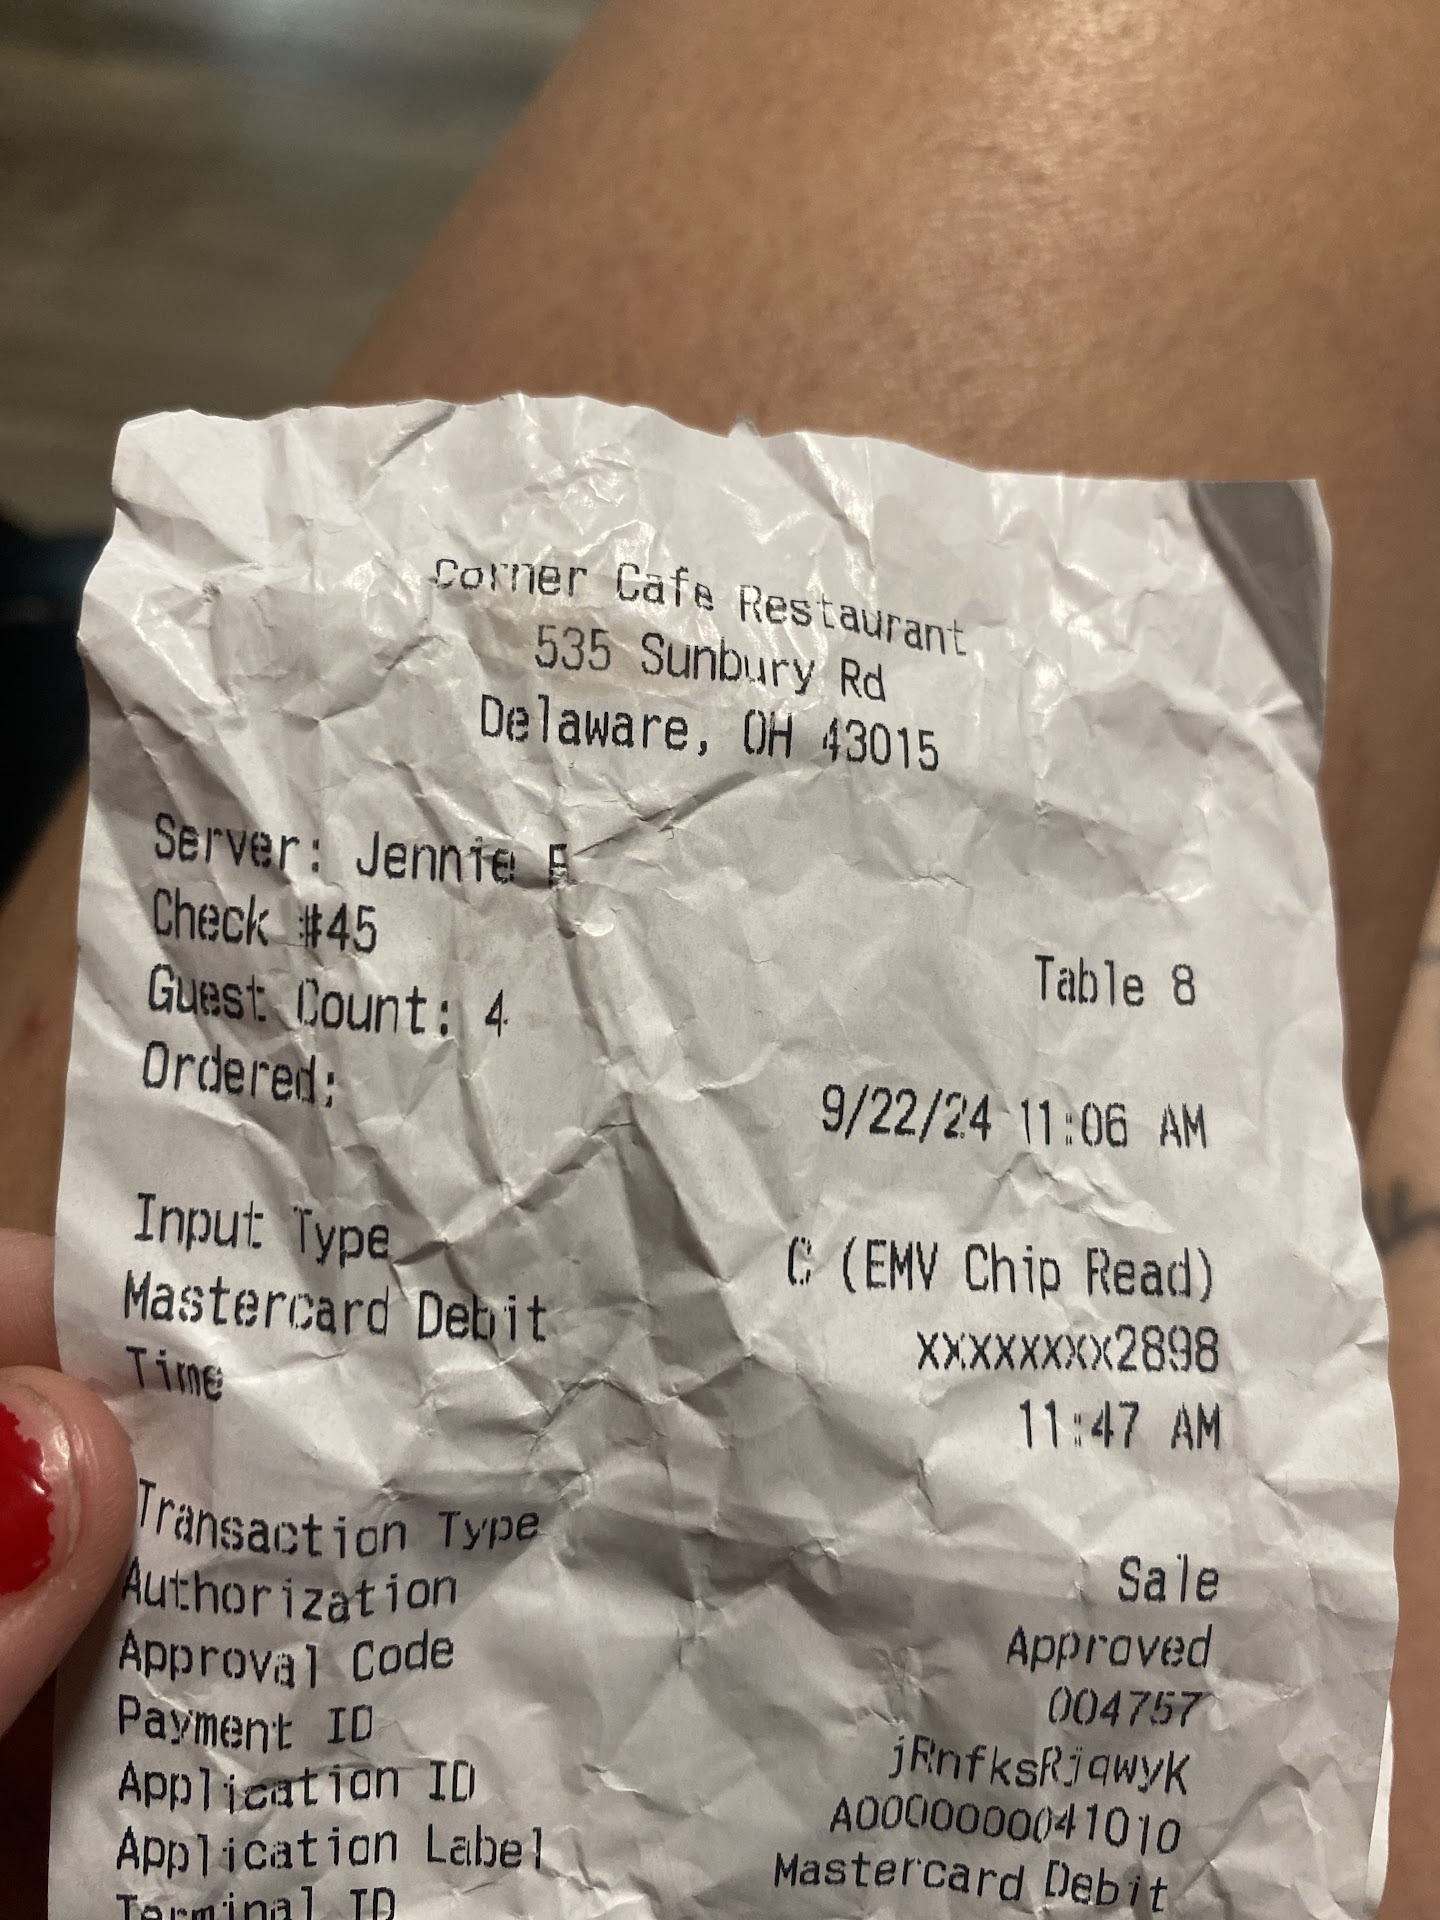 Corner Cafe Restaurant
535 Sunbury Rd
Delaware, OH 43015
Server: Jennie
Check #45
Table 8
Guest Count: 4
Ordered:
9/22/24 11:06 AM
Input Type
C (EMV Chip Read)
Mastercard Debit
xxxxxxxx2898
Time
11:47 AM
Transaction Type
Sale
Authorization
Approved
Approval Code
004757
Payment ID
jRnfksRjqwyK
Application ID
A0000000041010
Application Label
Mastercard Debit
Terminal ID